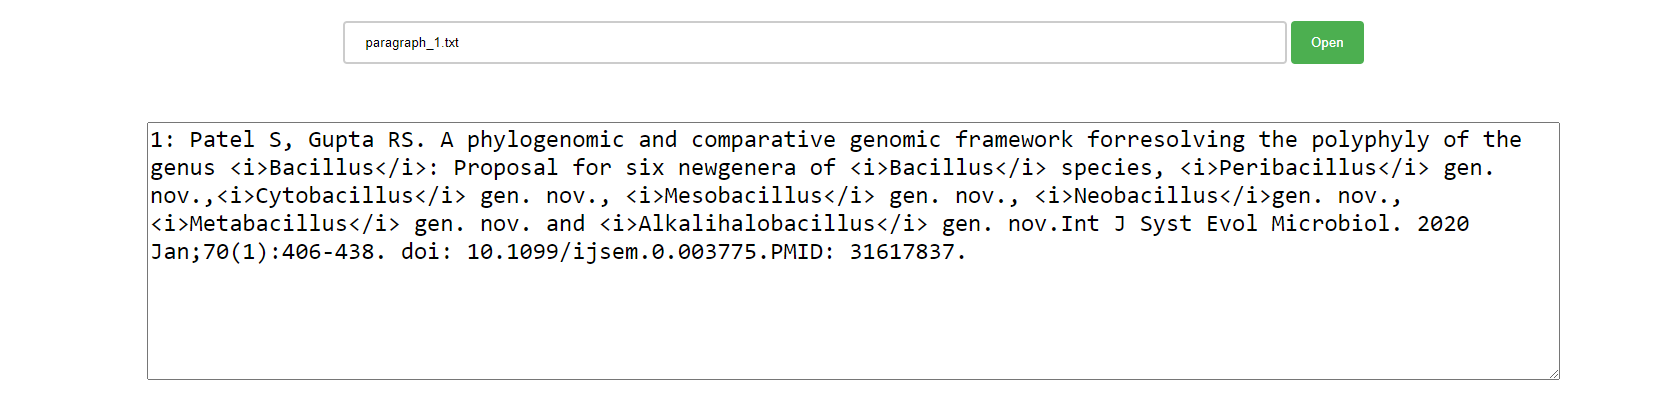 paragraph_1.txt
Open
1: Patel S, Gupta RS. A phylogenomic and comparative genomic framework forresolving the polyphyly of the
genus <i>Bacillus</i>: Proposal for six newgenera of <i>Bacillus</i> species, <i>Peribacillus</i> gen.
nov.,<i>Cytobacillus</i> gen. nov., <i>Mesobacillus</i> gen. nov., <i>Neobacillus</i>gen. nov.,
<i>Metabacillus</i> gen. nov. and <i>Alkalihalobacillus</i> gen. nov.Int J Syst Evol Microbiol. 2020
Jan;70(1):406-438. doi: 10.1099/ijsem.0.003775.PMID: 31617837.